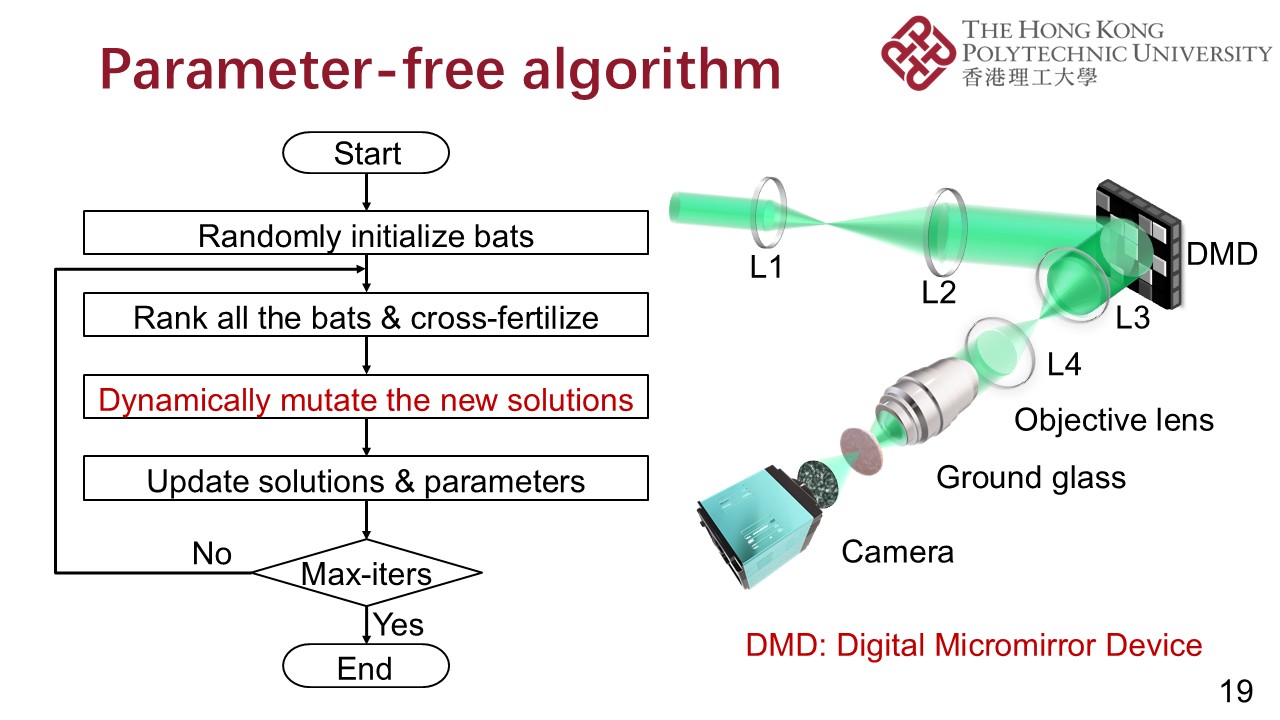 Parameter-free algorithm
THE HONG KONG
POLYTECHNIC UNIVERSITY
香港理工大學
Start
Randomly initialize bats
Rank all the bats & cross-fertilize
Dynamically mutate the new solutions
Update solutions & parameters
No
Max-iters
Yes
End
L1
L2
DMD
L3
L4
Objective lens
Ground glass
Camera
DMD: Digital Micromirror Device
19